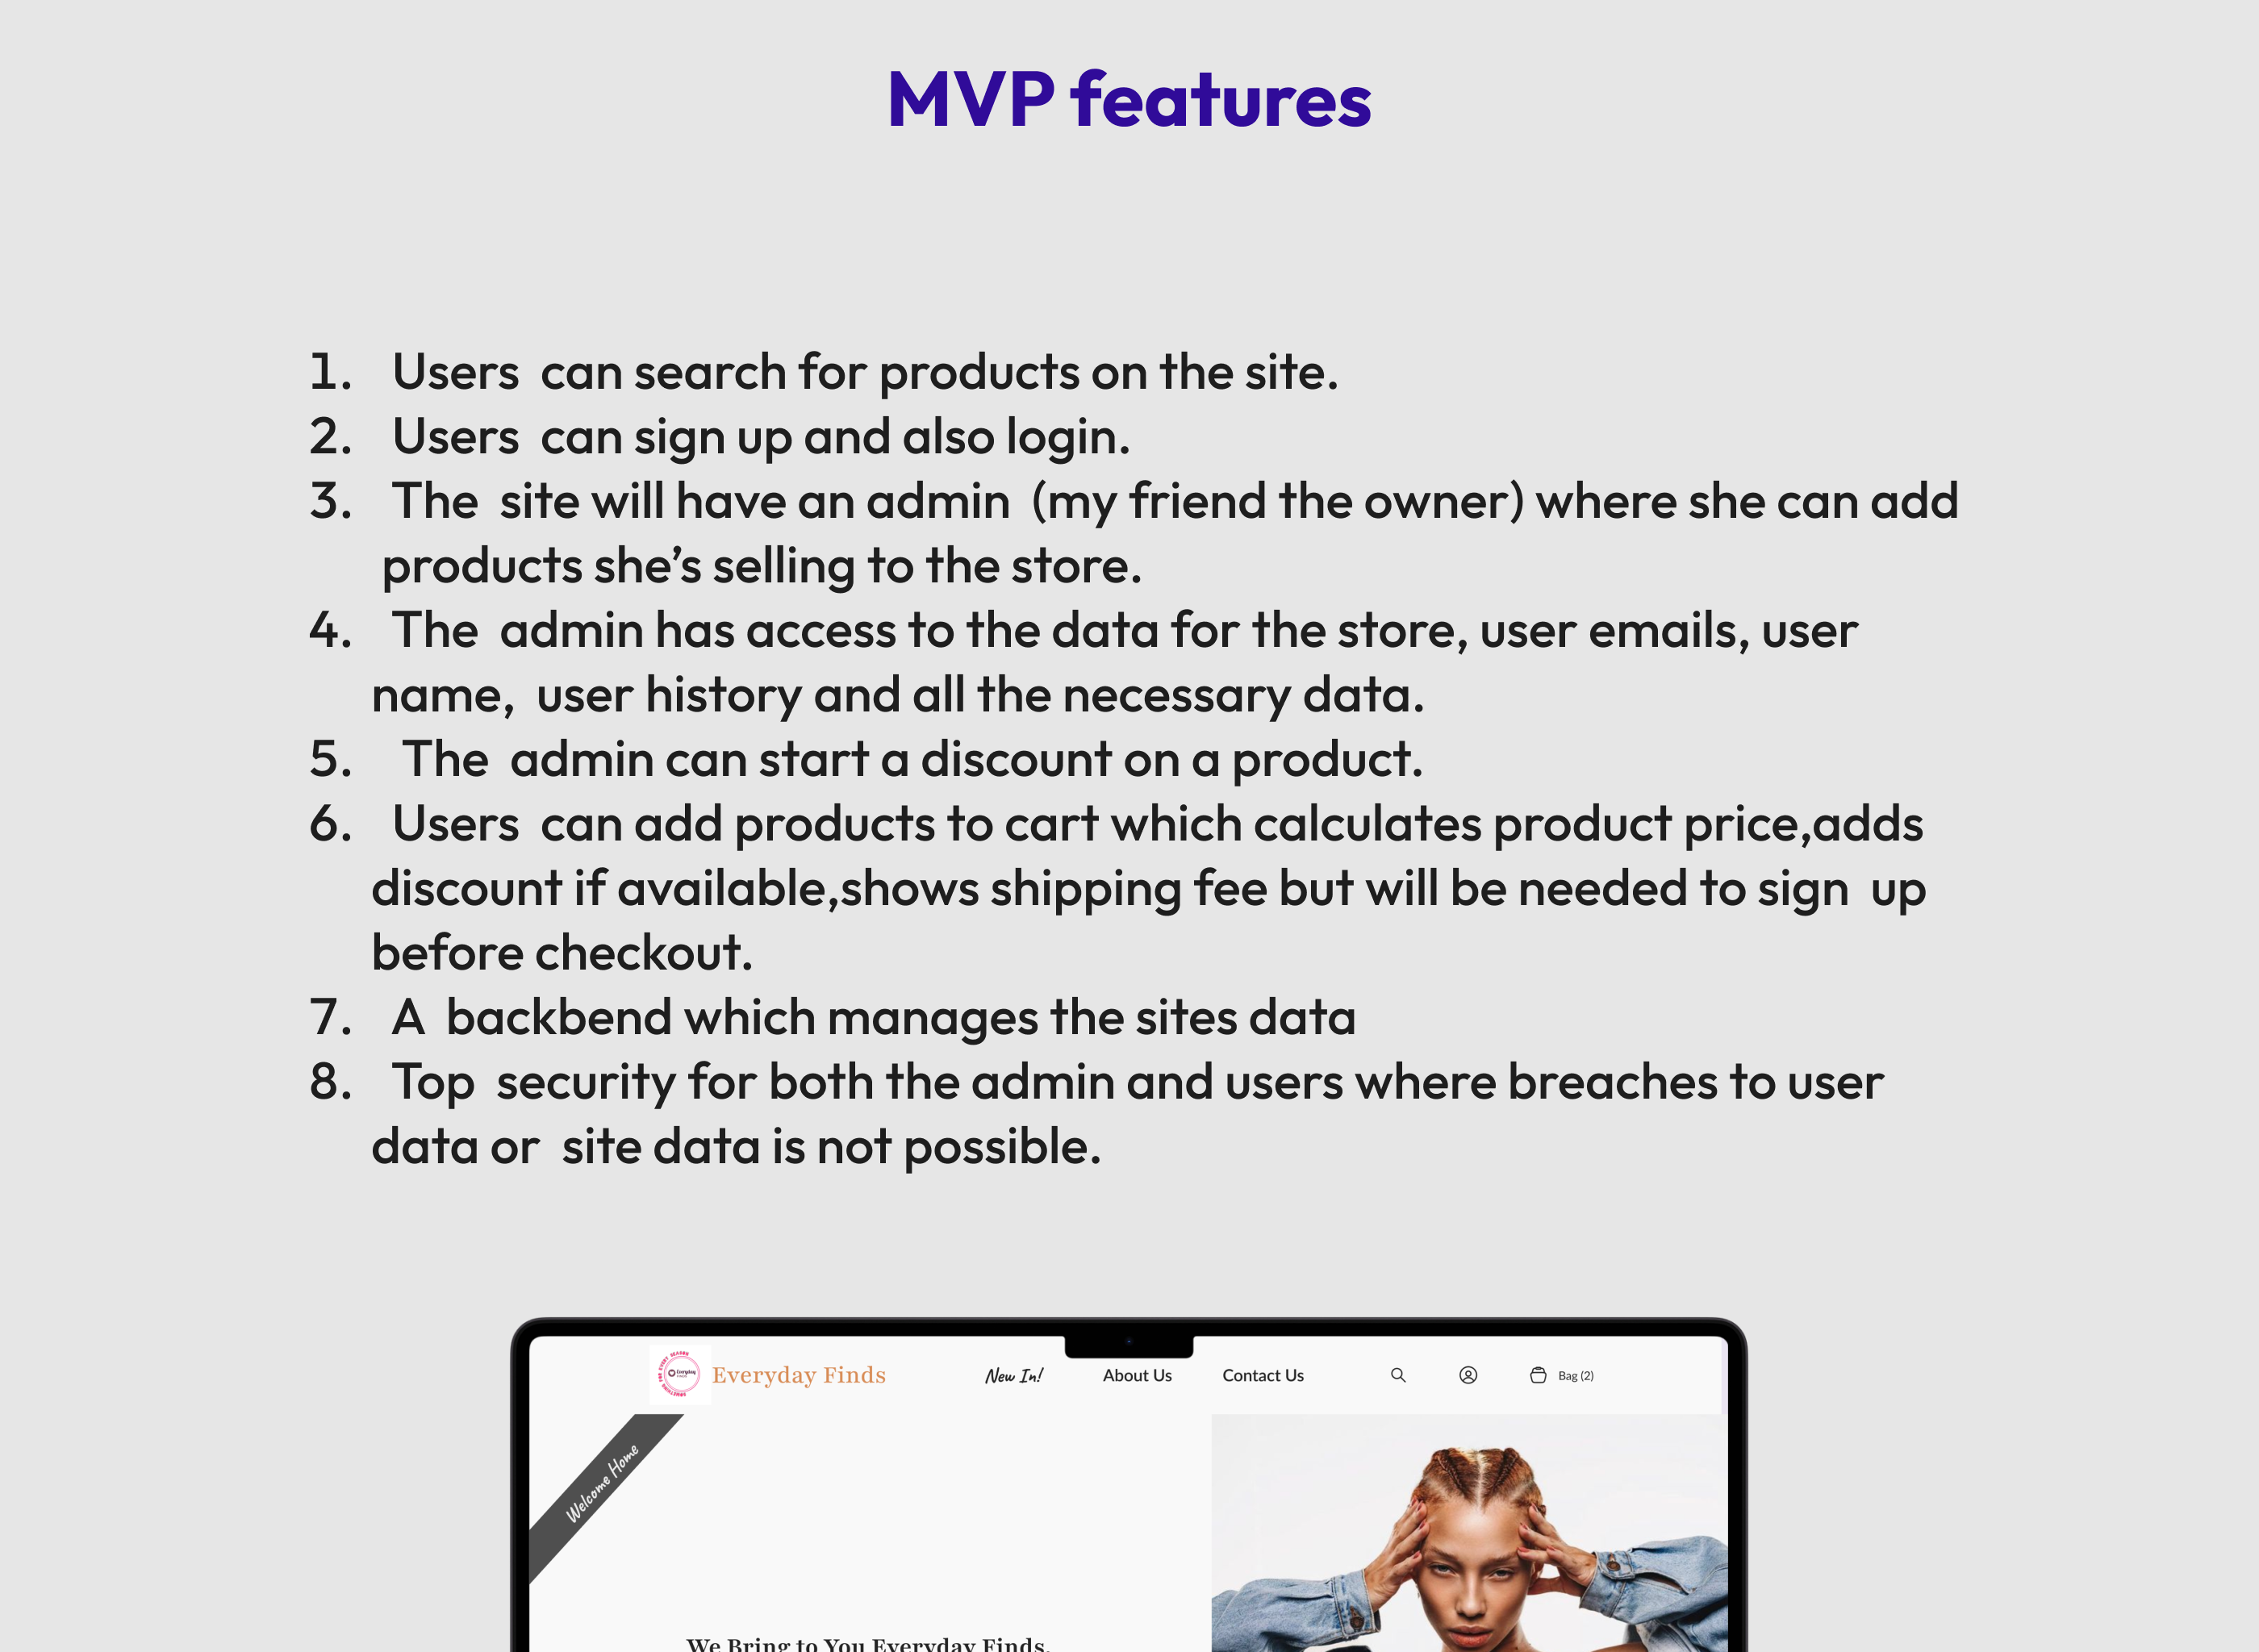 MVP features
1. Users can search for products on the site.
2. Users can sign up and also login.
3. The site will have an admin (my friend the owner) where she can add
products she’s selling to the store.
4. The admin has access to the data for the store, user emails, user
name, user history and all the necessary data.
5. The admin can start a discount on a product.
6. Users can add products to cart which calculates product price,adds
discount if available,shows shipping fee but will be needed to sign up
before checkout.
7. A backbend which manages the sites data
8. Top security for both the admin and users where breaches to user
data or site data is not possible.
Everyday Finds
New In!
About Us
Contact Us
Bag (2)
Welcome Home
We Bring to You Everyday Finds.